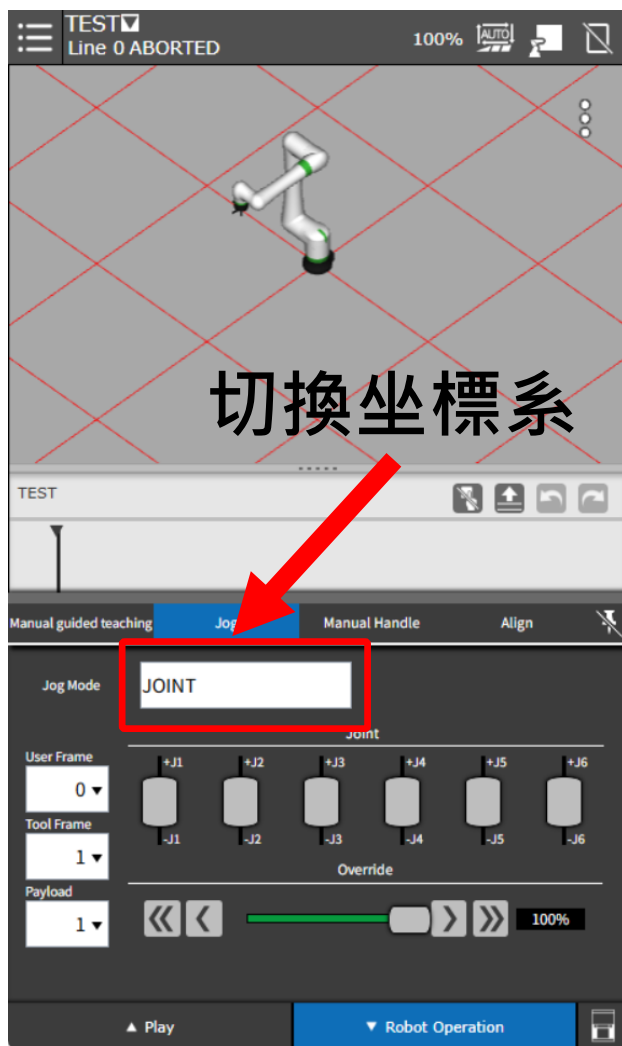 TEST
Line 0 ABORTED
100%
AUTO
切換坐標系
TEST
Manual guided teaching
Manual Handle
Align
Jog Mode
JOINT
Joint
User Frame
0
Tool Frame
1
Payload
1
+J1 +J2 +J3 +J4 +J5 +J6
-J1 -J2 -J3 -J4 -J5 -J6
Override
100%
Play
Robot Operation